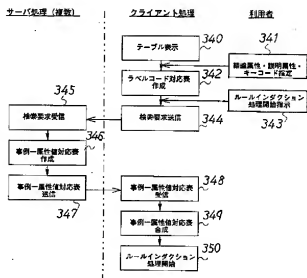 サーバ処理(複数)
クライアント処理
利用者
テーブル表示
340
341
結論属性・説明属性・
キーコード指定
ラベルコード対応表
作成
342
ルールインダクション
処理開始指示
343
検索要求送信
344
345
検索要求受信
346
事例ー属性値対応表
作成
事例ー属性値対応表
送信
347
事例ー属性値対応表
受信
348
事例ー属性値対応表
合成
349
ルールインダクション
処理開始
350